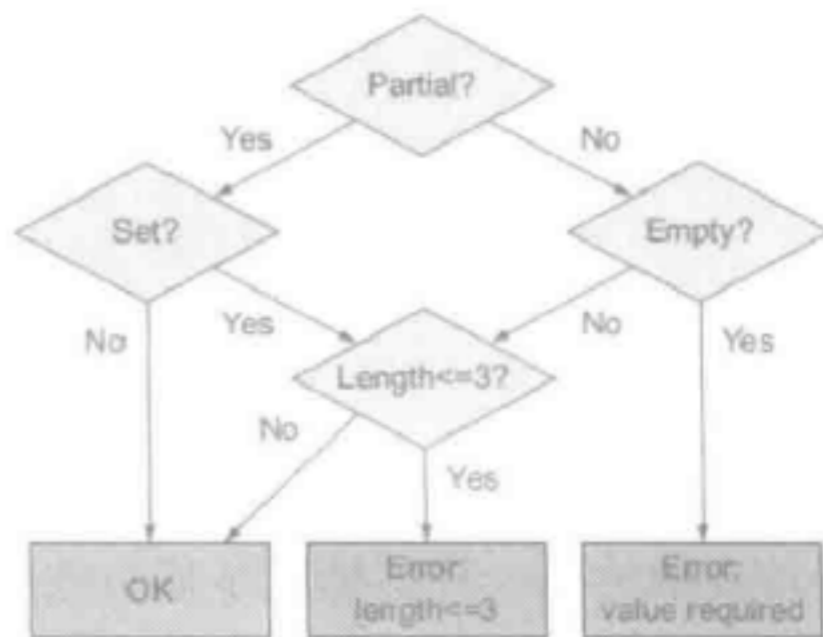 Partial?
Yes
No
Set?
Empty?
No
Yes
No
Yes
Length<=3?
No
Yes
OK
Error:
length<=3
Error:
value required